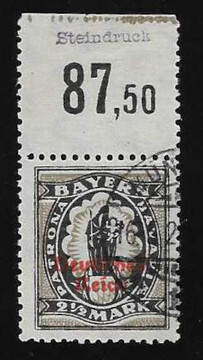 Steindruck
87,50
BAYERN
PATRONA
BAVARIAE
Deutsches
Reich
2½ MARK